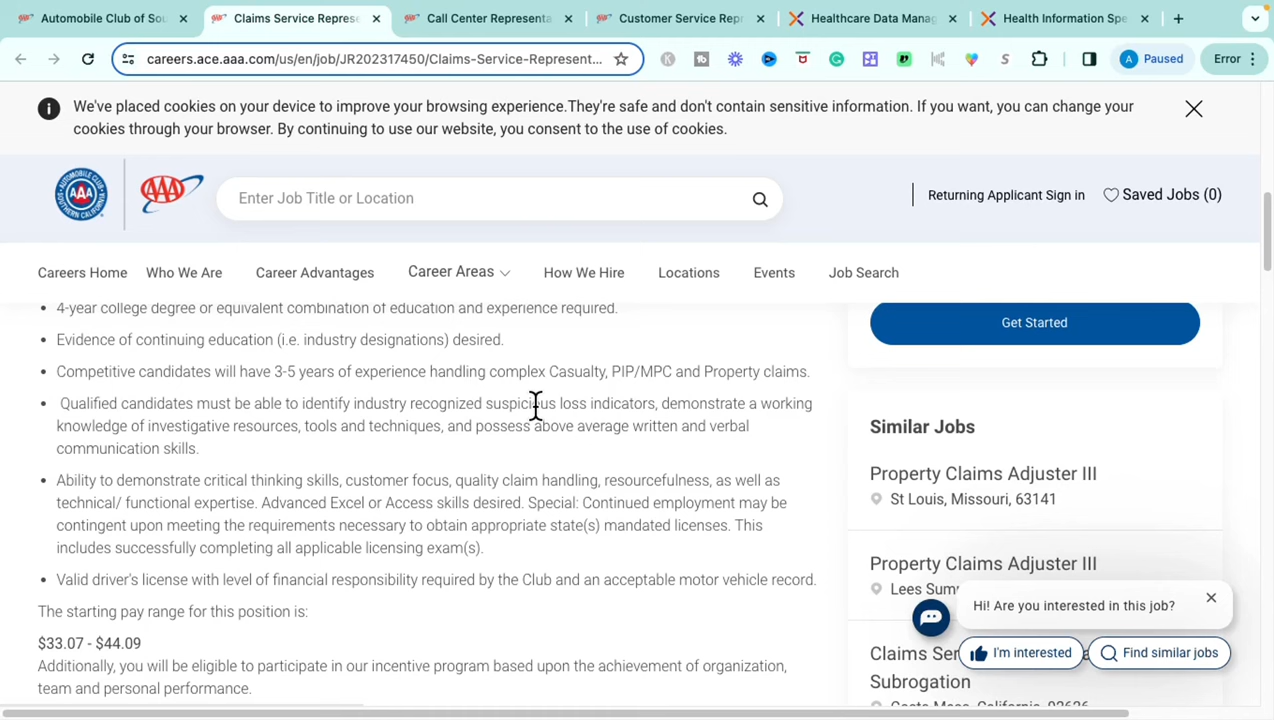 Automobile Club of Sou
Claims Service Represe
Call Center Representa
Customer Service Repr
Healthcare Data Manag
Health Information Spe
careers.ace.aaa.com/us/en/job/JR202317450/Claims-Service-Represent...
A Paused
Error
We've placed cookies on your device to improve your browsing experience.They're safe and don't contain sensitive information. If you want, you can change your
cookies through your browser. By continuing to use our website, you consent to the use of cookies.
AAA
AAA
Enter Job Title or Location
Returning Applicant Sign in
Saved Jobs (0)
Careers Home
Who We Are
Career Advantages
Career Areas
How We Hire
Locations
Events
Job Search
• 4-year college degree or equivalent combination of education and experience required.
• Evidence of continuing education (i.e. industry designations) desired.
• Competitive candidates will have 3-5 years of experience handling complex Casualty, PIP/MPC and Property claims.
• Qualified candidates must be able to identify industry recognized suspicious loss indicators, demonstrate a working
knowledge of investigative resources, tools and techniques, and possess above average written and verbal
communication skills.
• Ability to demonstrate critical thinking skills, customer focus, quality claim handling, resourcefulness, as well as
technical/ functional expertise. Advanced Excel or Access skills desired. Special: Continued employment may be
contingent upon meeting the requirements necessary to obtain appropriate state(s) mandated licenses. This
includes successfully completing all applicable licensing exam(s).
• Valid driver's license with level of financial responsibility required by the Club and an acceptable motor vehicle record.
The starting pay range for this position is:
$33.07 - $44.09
Additionally, you will be eligible to participate in our incentive program based upon the achievement of organization,
team and personal performance.
Get Started
Similar Jobs
Property Claims Adjuster III
St Louis, Missouri, 63141
Property Claims Adjuster III
Lees Sum
Hi! Are you interested in this job?
I'm interested
Find similar jobs
Claims Ser
Subrogation